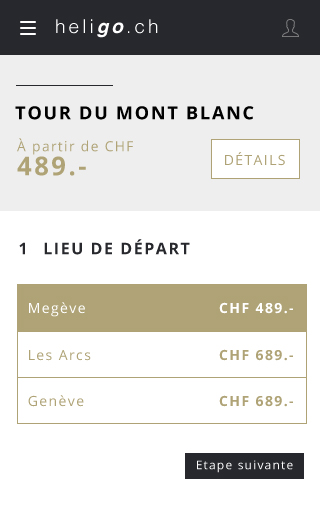 heligo.ch
TOUR DU MONT BLANC
À partir de CHF
489.-
DÉTAILS
1 LIEU DE DÉPART
Megève CHF 489.-
Les Arcs CHF 689.-
Genève CHF 689.-
Etape suivante